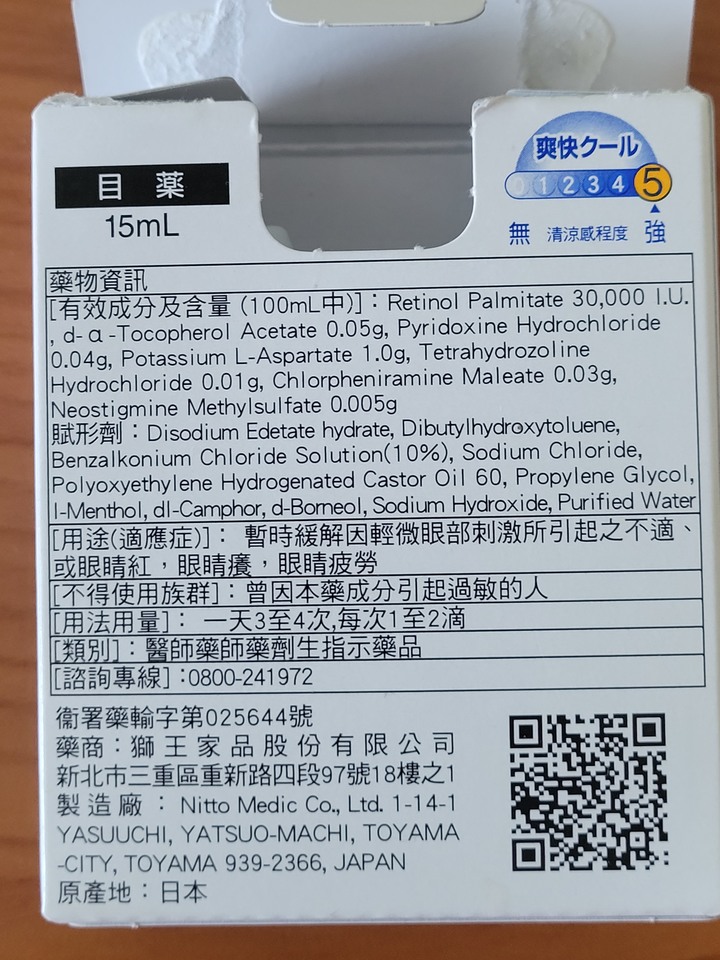 目 薬
15mL
爽快クール
0 1 2 3 4 5
無 清涼感程度 強
藥物資訊
[有效成分及含量 (100mL中)]：Retinol Palmitate 30,000 I.U.
, d-α-Tocopherol Acetate 0.05g, Pyridoxine Hydrochloride
0.04g, Potassium L-Aspartate 1.0g, Tetrahydrozoline
Hydrochloride 0.01g, Chlorpheniramine Maleate 0.03g,
Neostigmine Methylsulfate 0.005g
賦形劑：Disodium Edetate hydrate, Dibutylhydroxytoluene,
Benzalkonium Chloride Solution(10%), Sodium Chloride,
Polyoxyethylene Hydrogenated Castor Oil 60, Propylene Glycol,
l-Menthol, dl-Camphor, d-Borneol, Sodium Hydroxide, Purified Water
[用途(適應症)]： 暫時緩解因輕微眼部刺激所引起之不適、
或眼睛紅，眼睛癢，眼睛疲勞
[不得使用族群]：曾因本藥成分引起過敏的人
[用法用量]： 一天3至4次,每次1至2滴
[類別]：醫師藥師藥劑生指示藥品
[諮詢專線]：0800-241972
衛署藥輸字第025644號
藥商：獅王家品股份有限公司
新北市三重區重新路四段97號18樓之1
製造廠：Nitto Medic Co., Ltd. 1-14-1
YASUUCHI, YATSUO-MACHI, TOYAMA
-CITY, TOYAMA 939-2366, JAPAN
原產地：日本